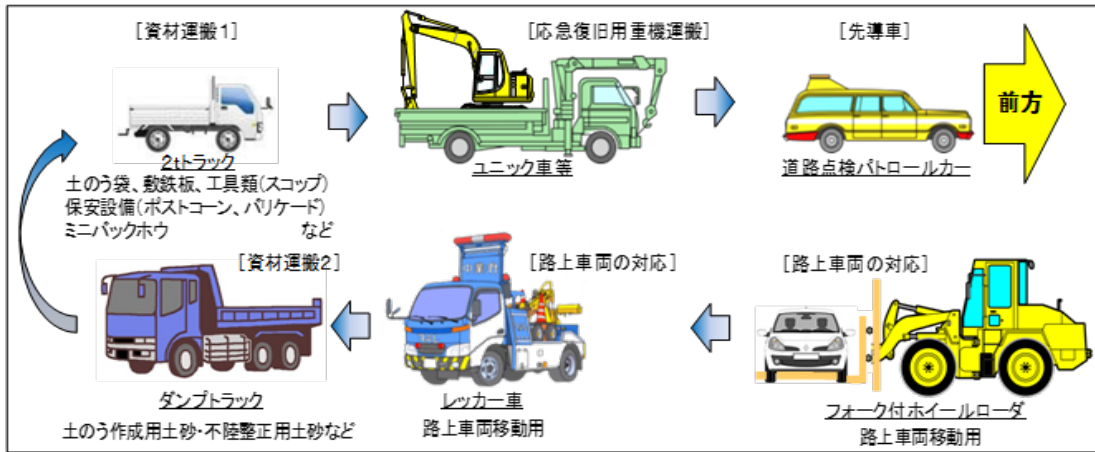 [資材運搬1]
[応急復旧用重機運搬]
[先導車]
前方
2tトラック
土のう袋、敷鉄板、工具類(スコップ)
保安設備(ポストコーン、バリケード)
ミニバックホウ など
ユニック車等
道路点検パトロールカー
[資材運搬2]
[路上車両の対応]
[路上車両の対応]
ダンプトラック
土のう作成用土砂・不陸整正用土砂など
レッカー車
路上車両移動用
フォーク付ホイールローダ
路上車両移動用